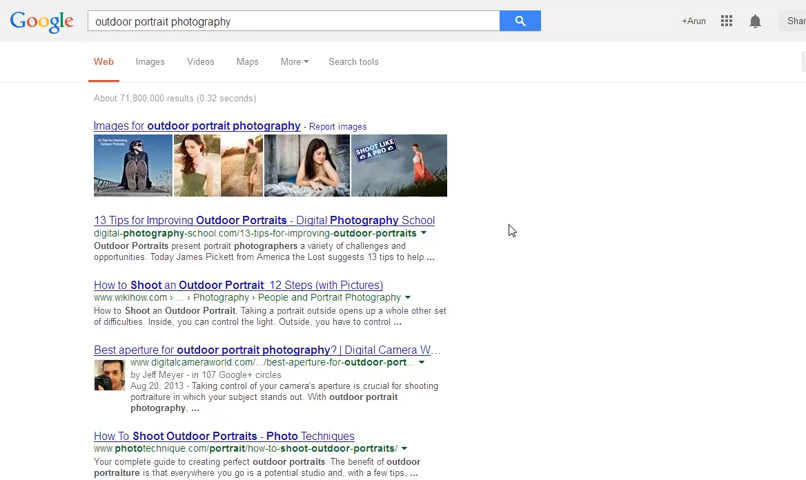 Google
outdoor portrait photography
+Arun
Shar
Web Images Videos Maps More Search tools
About 71,800,000 results (0.32 seconds)
Images for outdoor portrait photography - Report images
SHOOT LIKE
A PRO
13 Tips for Improving Outdoor Portraits - Digital Photography School
digital-photography-school.com/13-tips-for-improving-outdoor-portraits
Outdoor Portraits present portrait photographers a variety of challenges and
opportunities. Today James Pickett from America the Lost suggests 13 tips to help ...
How to Shoot an Outdoor Portrait: 12 Steps (with Pictures)
www.wikihow.com › ... › Photography › People and Portrait Photography
How to Shoot an Outdoor Portrait. Taking a portrait outside opens up a whole other set
of difficulties. Inside, you can control the light. Outside, you have to control ...
Best aperture for outdoor portrait photography? | Digital Camera W...
www.digitalcameraworld.com/.../best-aperture-for-outdoor-port...
by Jeff Meyer - in 107 Google+ circles
Aug 20, 2013 - Taking control of your camera's aperture is crucial for shooting
portraiture in which your subject stands out. With outdoor portrait
photography, ...
How To Shoot Outdoor Portraits - Photo Techniques
www.phototechnique.com/portrait/how-to-shoot-outdoor-portraits/
Your complete guide to creating perfect outdoor portraits. The benefit of outdoor
portraiture is that everywhere you go is a potential studio and, with a few tips, ...